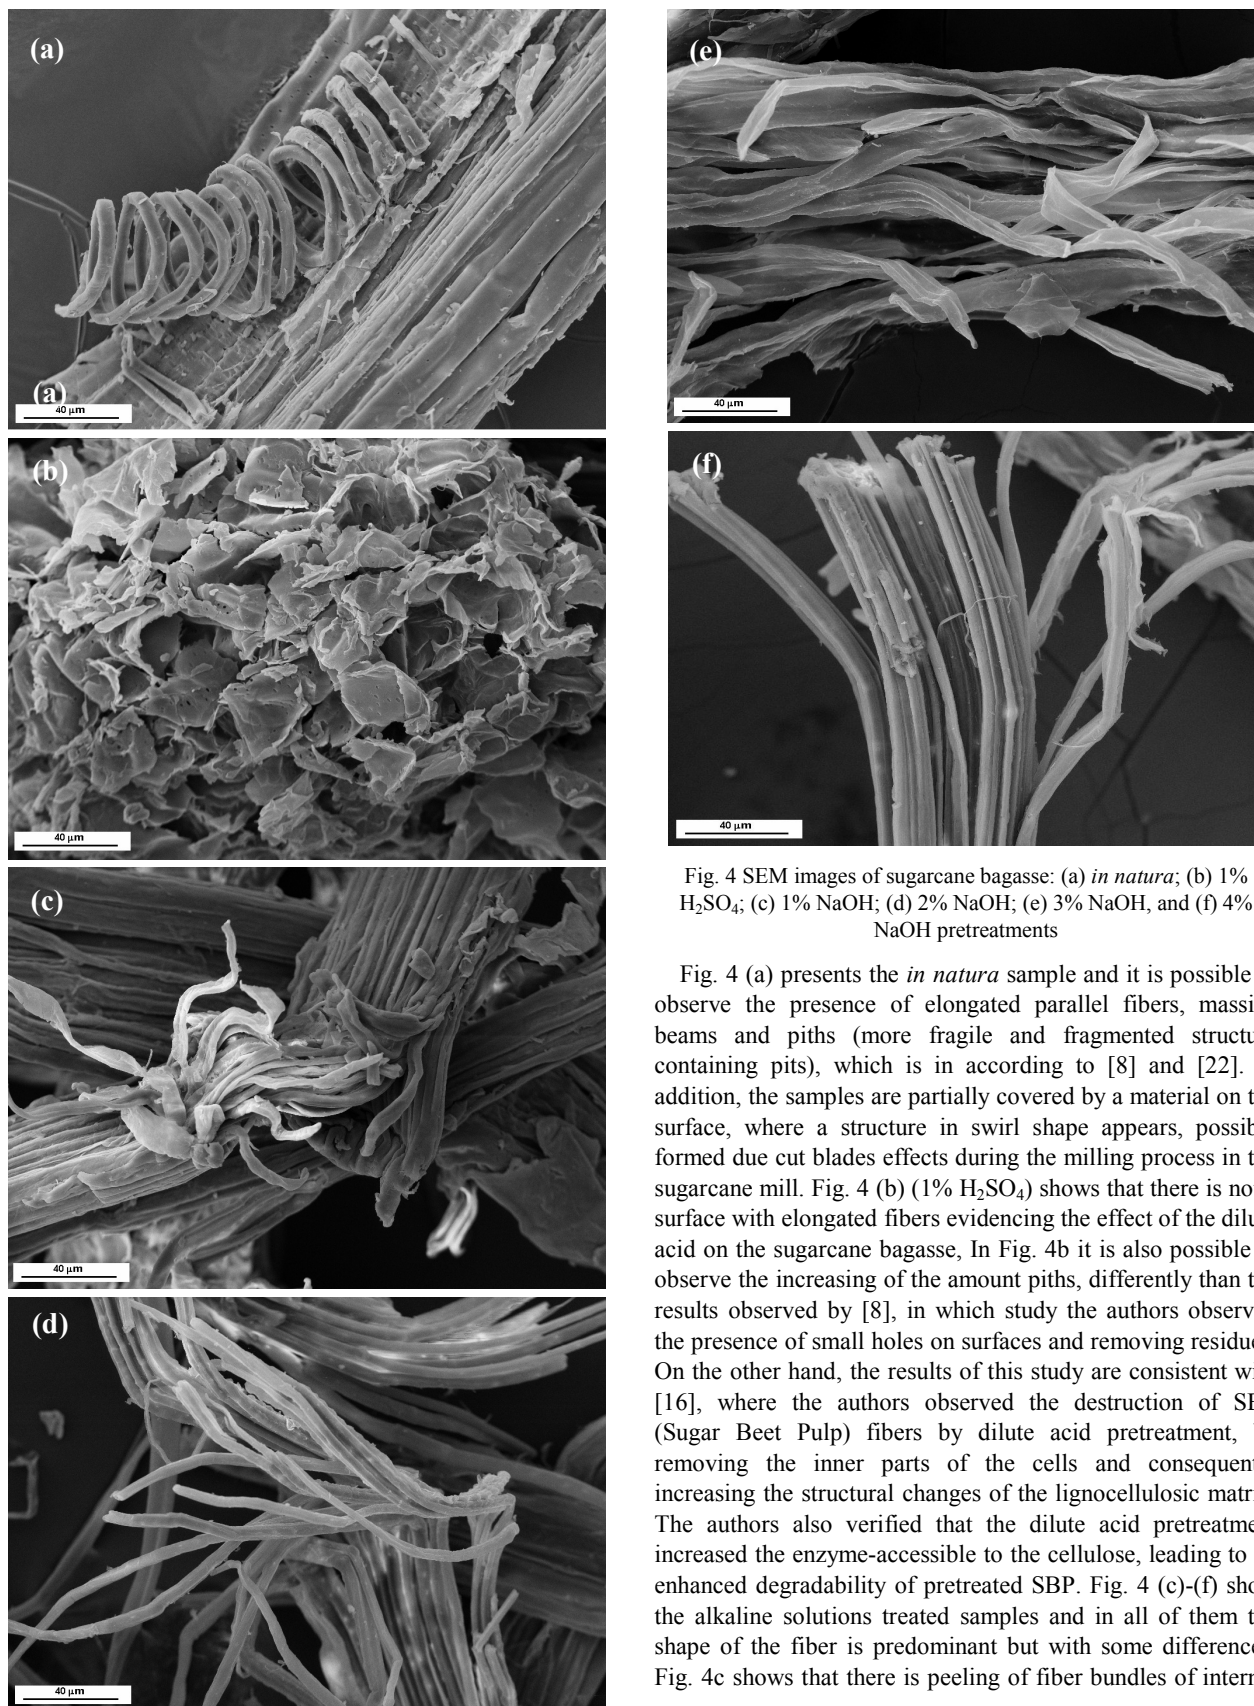 (a)
(a)
40 µm
(b)
40 µm
(c)
40 µm
(d)
40 µm
(e)
40 µm
(f)
40 µm
Fig. 4 SEM images of sugarcane bagasse: (a) in natura; (b) 1%
H₂SO₄; (c) 1% NaOH; (d) 2% NaOH; (e) 3% NaOH, and (f) 4%
NaOH pretreatments
Fig. 4 (a) presents the in natura sample and it is possible
observe the presence of elongated parallel fibers, massi
beams and piths (more fragile and fragmented structu
containing pits), which is in according to [8] and [22].
addition, the samples are partially covered by a material on t
surface, where a structure in swirl shape appears, possib
formed due cut blades effects during the milling process in t
sugarcane mill. Fig. 4 (b) (1% H₂SO₄) shows that there is no
surface with elongated fibers evidencing the effect of the dilu
acid on the sugarcane bagasse, In Fig. 4b it is also possible
observe the increasing of the amount piths, differently than t
results observed by [8], in which study the authors observ
the presence of small holes on surfaces and removing residu
On the other hand, the results of this study are consistent wi
[16], where the authors observed the destruction of SB
(Sugar Beet Pulp) fibers by dilute acid pretreatment,
removing the inner parts of the cells and consequent
increasing the structural changes of the lignocellulosic matri
The authors also verified that the dilute acid pretreatme
increased the enzyme-accessible to the cellulose, leading to
enhanced degradability of pretreated SBP. Fig. 4 (c)-(f) sho
the alkaline solutions treated samples and in all of them t
shape of the fiber is predominant but with some difference
Fig. 4c shows that there is peeling of fiber bundles of intern